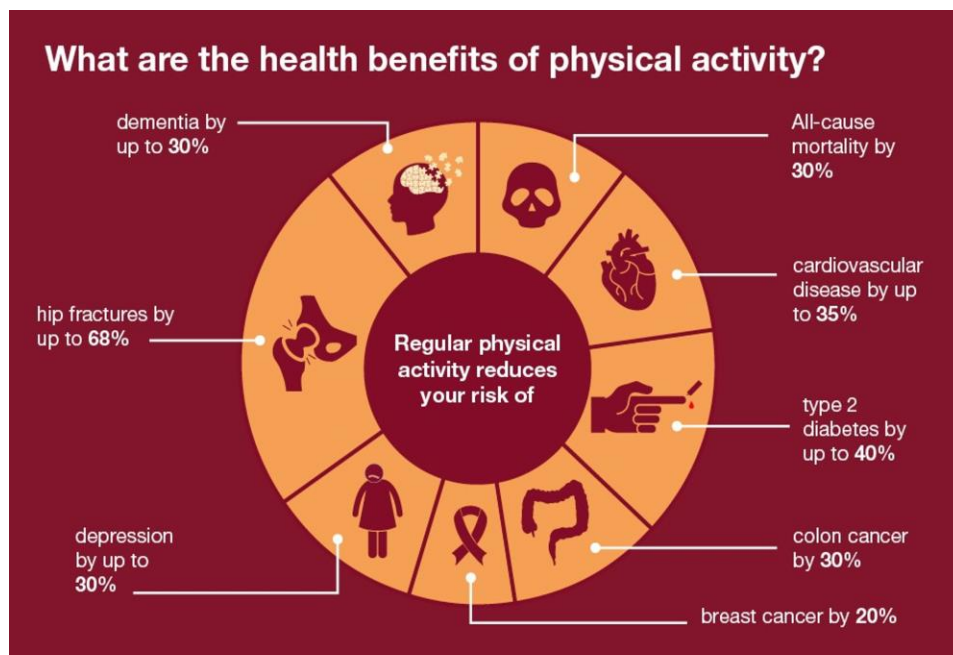 What are the health benefits of physical activity?
dementia by
up to 30%
All-cause
mortality by
30%
cardiovascular
disease by up
to 35%
hip fractures by
up to 68%
Regular physical
activity reduces
your risk of
type 2
diabetes by
up to 40%
depression
by up to
30%
colon cancer
by 30%
breast cancer by 20%